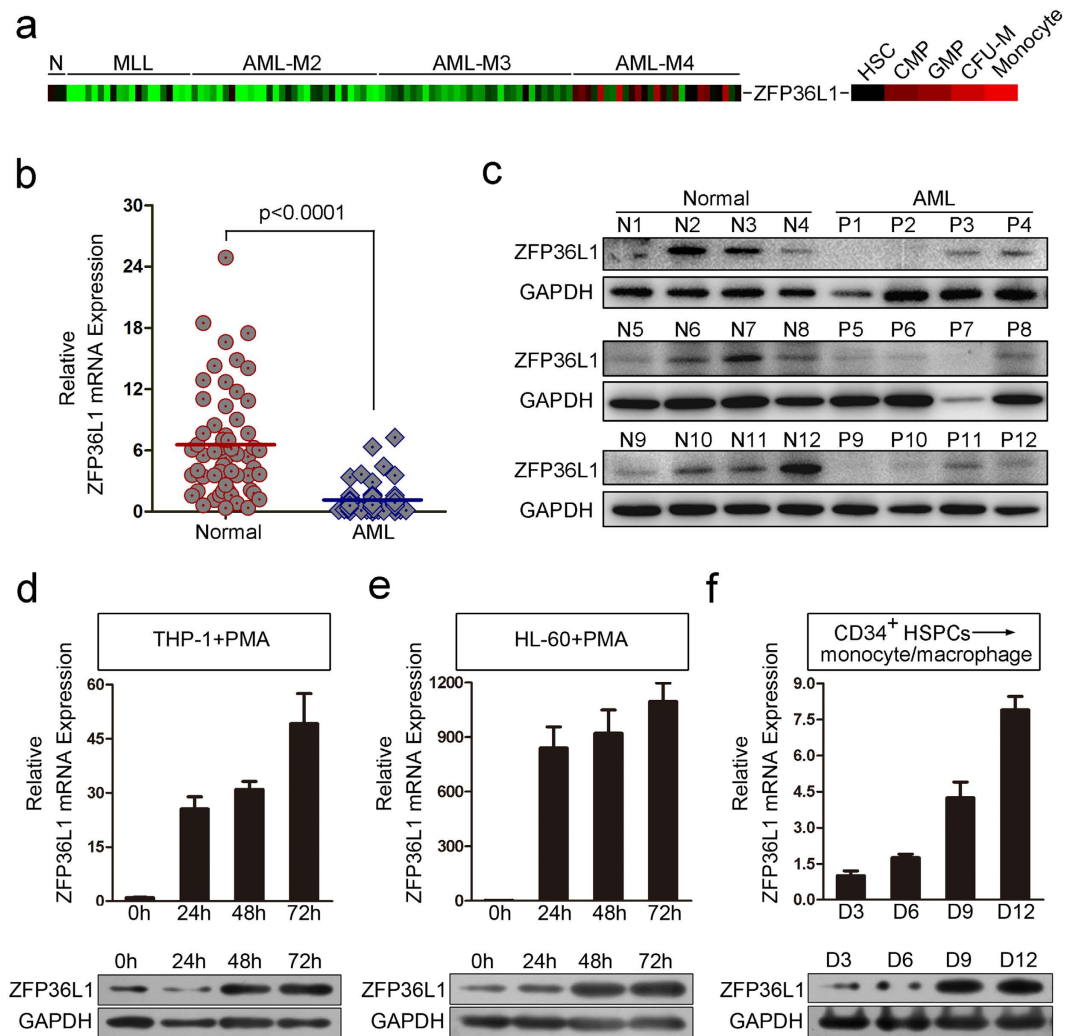 a
N MLL AML-M2 AML-M3 AML-M4
HSC CMP GMP CFU-M Monocyte
ZFP36L1
b
Relative
ZFP36L1 mRNA Expression
30
24
18
12
6
0
p<0.0001
Normal AML
c
Normal AML
N1 N2 N3 N4 P1 P2 P3 P4
ZFP36L1
GAPDH
N5 N6 N7 N8 P5 P6 P7 P8
ZFP36L1
GAPDH
N9 N10 N11 N12 P9 P10 P11 P12
ZFP36L1
GAPDH
d
THP-1+PMA
Relative
ZFP36L1 mRNA Expression
60
45
30
15
0
0h 24h 48h 72h
0h 24h 48h 72h
ZFP36L1
GAPDH
e
HL-60+PMA
Relative
ZFP36L1 mRNA Expression
1200
900
600
300
0
0h 24h 48h 72h
0h 24h 48h 72h
ZFP36L1
GAPDH
f
CD34+ HSPCs→
monocyte/macrophage
Relative
ZFP36L1 mRNA Expression
9.0
7.5
6.0
4.5
3.0
1.5
0
D3 D6 D9 D12
D3 D6 D9 D12
ZFP36L1
GAPDH